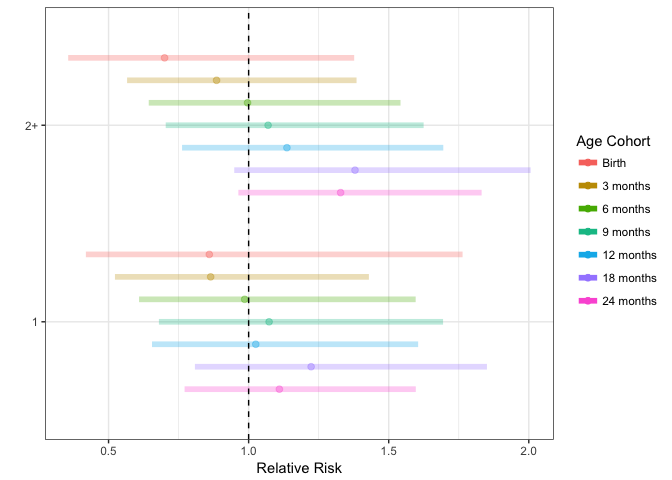 2+
1
0.5
1.0
1.5
2.0
Relative Risk
Age Cohort
Birth
3 months
6 months
9 months
12 months
18 months
24 months